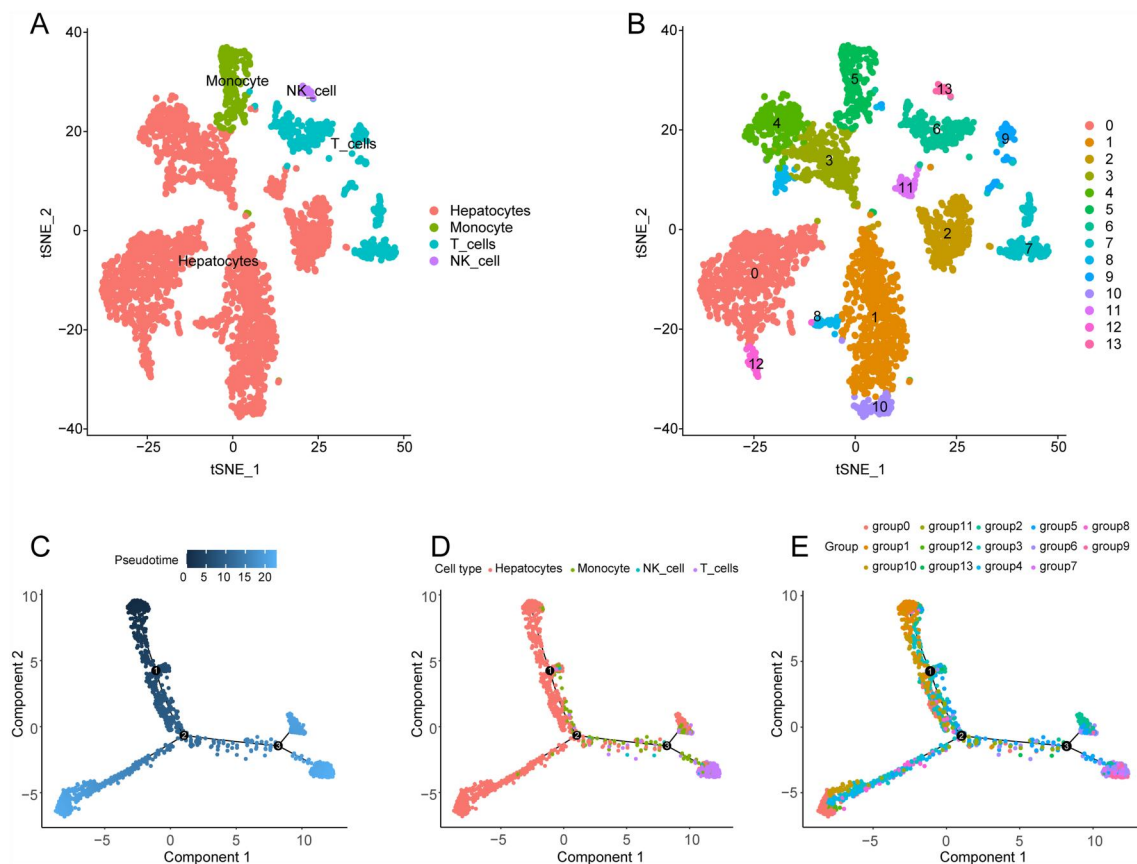 A
40
20
0
−20
−40
tSNE_2
−25
0
25
50
tSNE_1
Monocyte
NK_cell
T_cells
Hepatocytes
Hepatocytes
Monocyte
T_cells
NK_cell
B
40
20
0
−20
−40
tSNE_2
−25
0
25
50
tSNE_1
5
13
4
6
9
3
11
2
7
0
8
1
12
10
0
1
2
3
4
5
6
7
8
9
10
11
12
13
C
Pseudotime
0 5 10 15 20
10
5
0
−5
Component 2
−5 0 5 10
Component 1
1
2
3
D
Cell type Hepatocytes Monocyte NK_cell T_cells
10
5
0
−5
Component 2
−5 0 5 10
Component 1
1
2
3
E
group0 group11 group2 group5 group8
Group group1 group12 group3 group6 group9
group10 group13 group4 group7
10
5
0
−5
Component 2
−5 0 5 10
Component 1
1
2
3